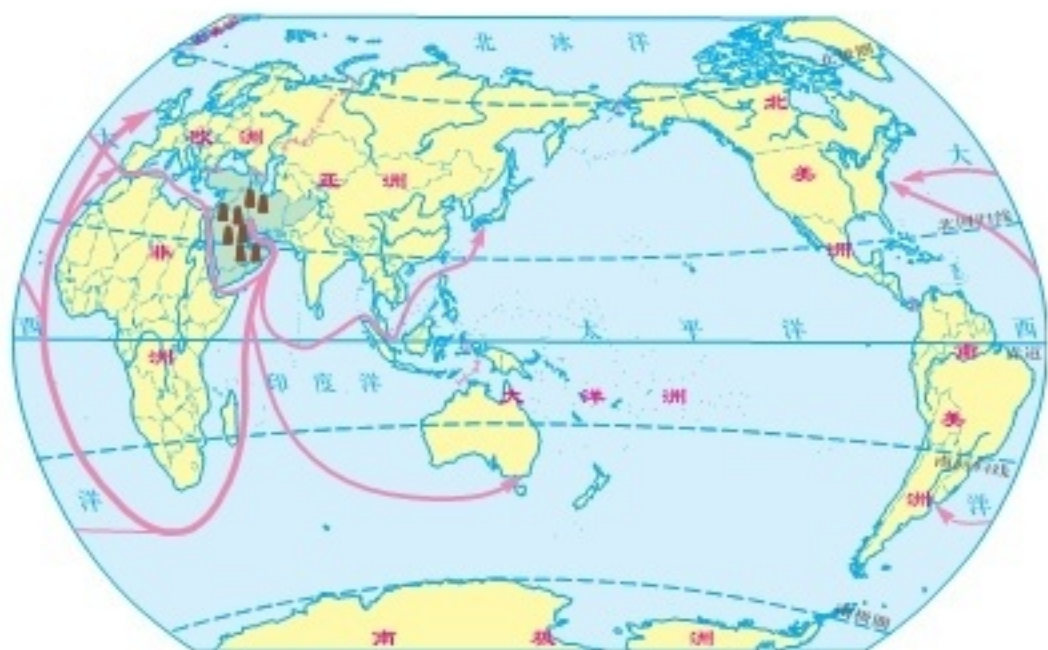 北冰洋
北极圈
欧洲
亚洲
北美洲
大西洋
北回归线
非洲
太平洋
大西洋
赤道
印度洋
大洋洲
南美洲
南回归线
南极圈
南极洲